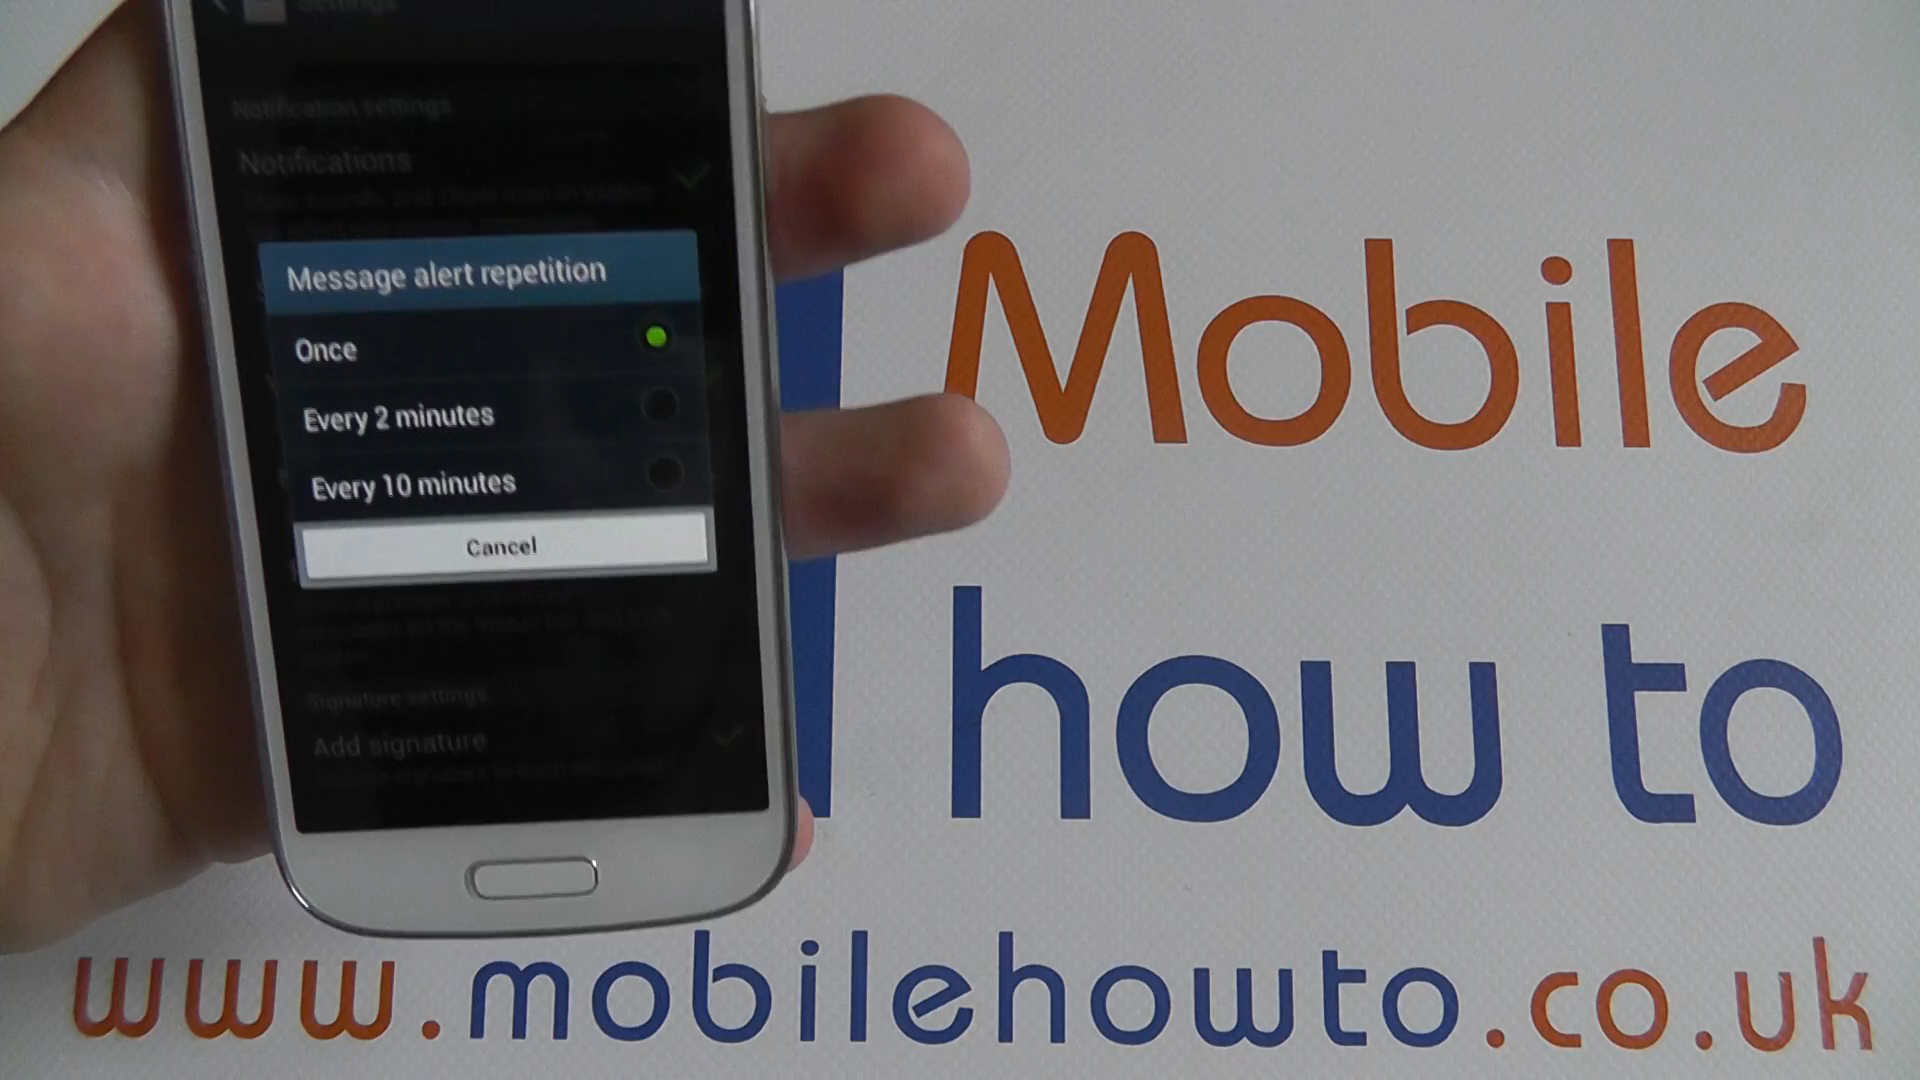 Settings
Notification settings
Notifications
Message alert repetition
Once
Every 2 minutes
Every 10 minutes
Cancel
Signature settings
Add signature
Mobile
how to
www.mobilehowto.co.uk